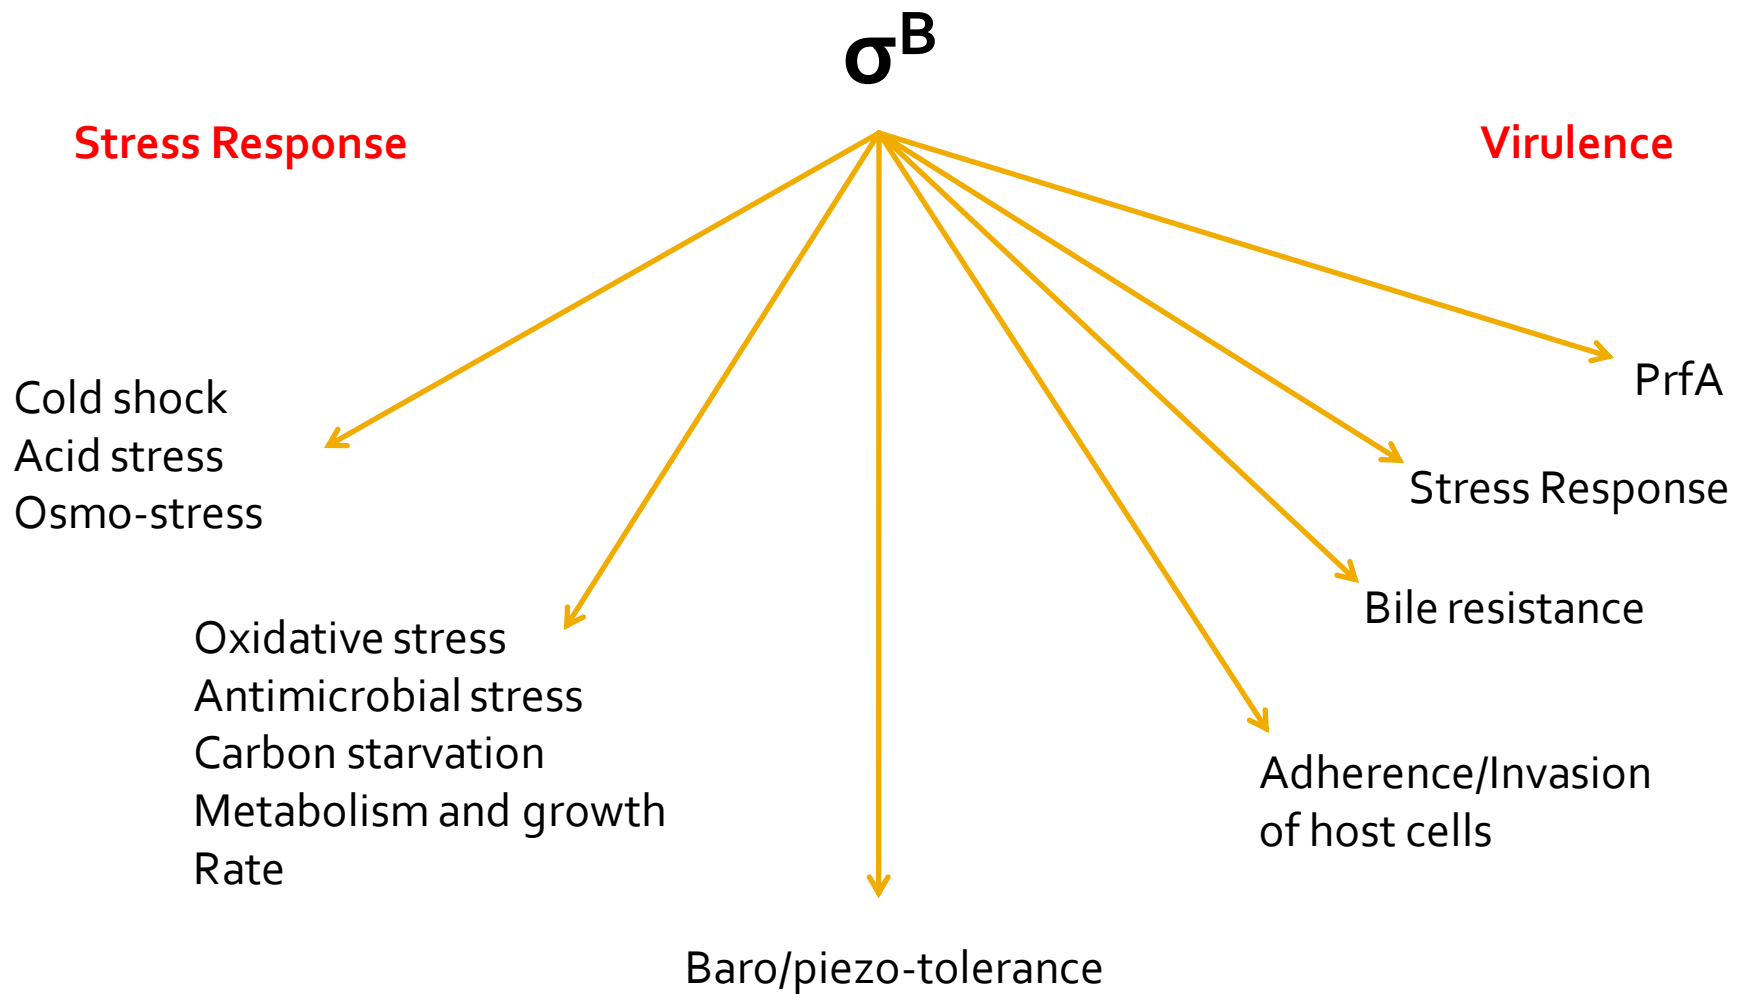 σᴮ
Stress Response
Virulence
Cold shock
Acid stress
Osmo-stress
PrfA
Stress Response
Bile resistance
Oxidative stress
Antimicrobial stress
Carbon starvation
Metabolism and growth
Rate
Adherence/Invasion
of host cells
Baro/piezo-tolerance